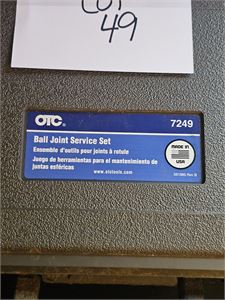 LOT
49
OTC
7249
Ball Joint Service Set
Ensemble d'outils pour joints à rotule
Juego de herramientas para el mantenimiento de
juntas esféricas
www.otctools.com
MADE IN
USA